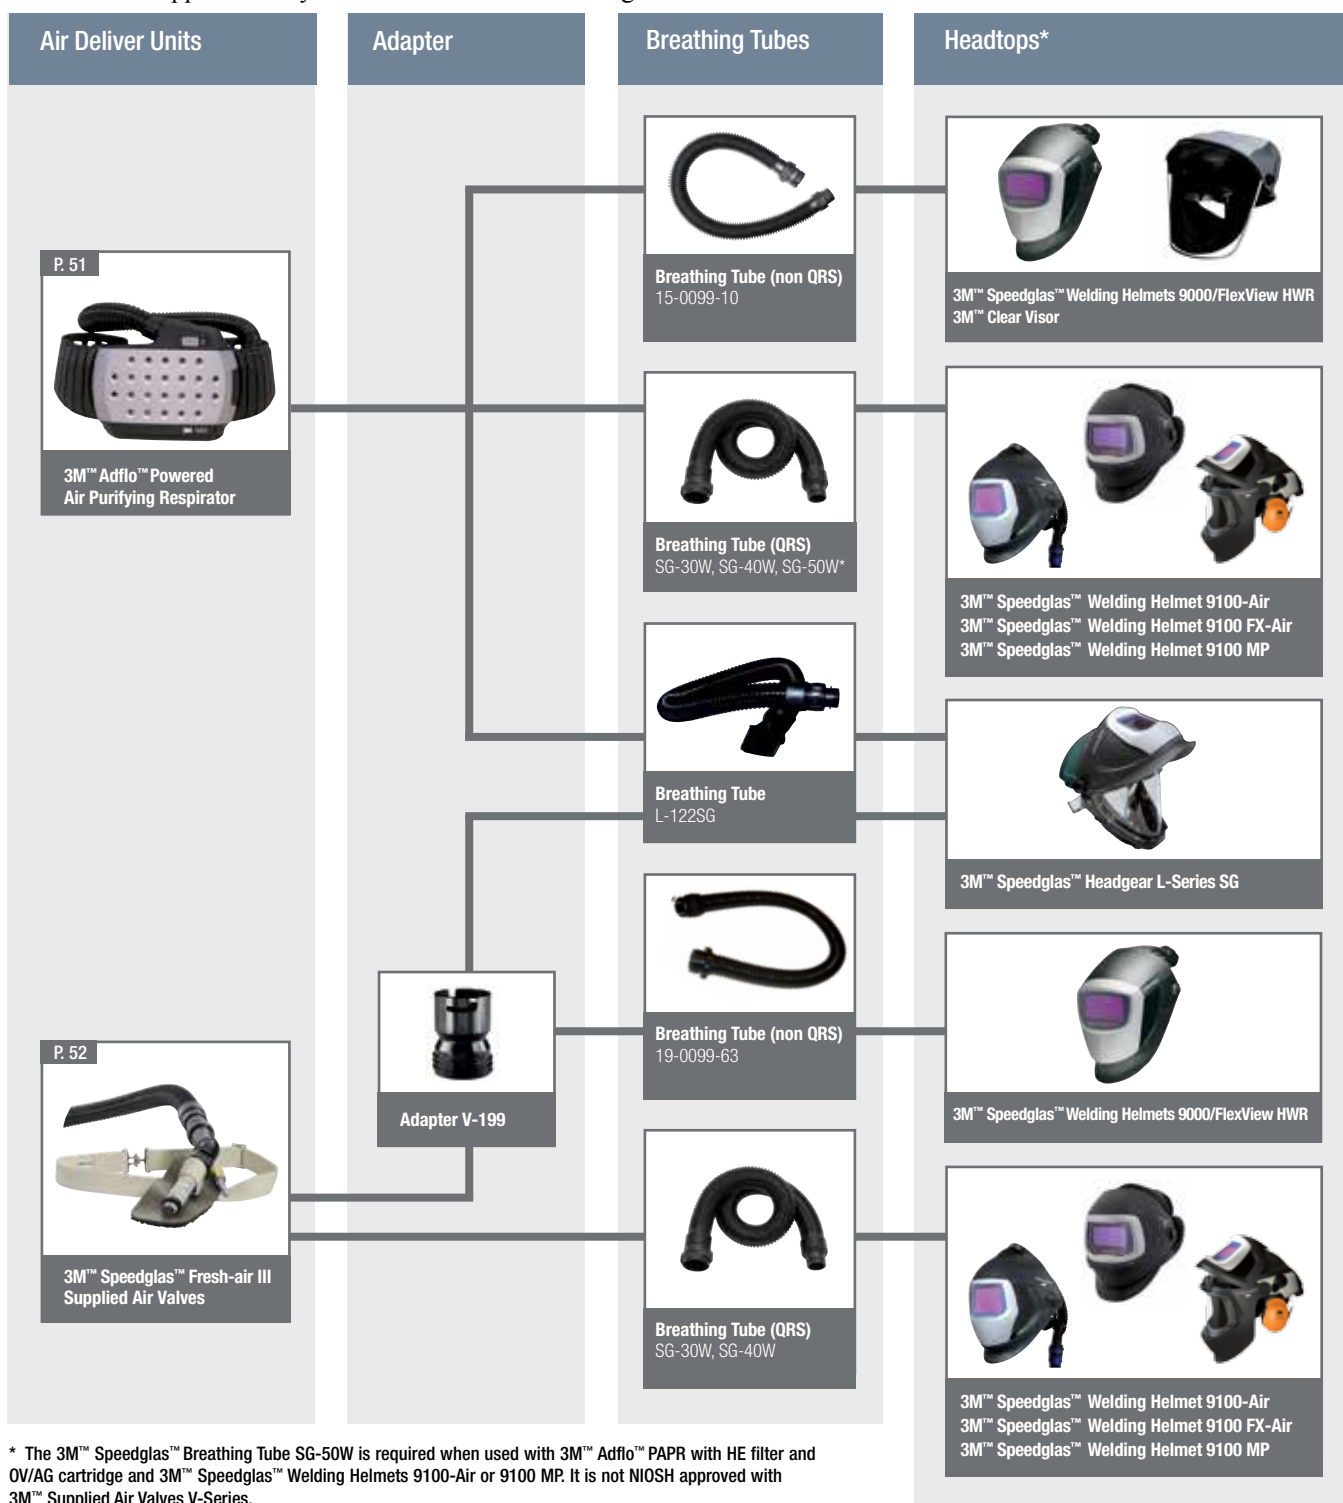 Air Deliver Units
Adapter
Breathing Tubes
Headtops*
P. 51
3M™ Adflo™ Powered
Air Purifying Respirator
Breathing Tube (non QRS)
15-0099-10
3M™ Speedglas™ Welding Helmets 9000/FlexView HWR
3M™ Clear Visor
Breathing Tube (QRS)
SG-30W, SG-40W, SG-50W*
3M™ Speedglas™ Welding Helmet 9100-Air
3M™ Speedglas™ Welding Helmet 9100 FX-Air
3M™ Speedglas™ Welding Helmet 9100 MP
Breathing Tube
L-122SG
3M™ Speedglas™ Headgear L-Series SG
Adapter V-199
Breathing Tube (non QRS)
19-0099-63
3M™ Speedglas™ Welding Helmets 9000/FlexView HWR
P. 52
3M™ Speedglas™ Fresh-air III
Supplied Air Valves
Breathing Tube (QRS)
SG-30W, SG-40W
3M™ Speedglas™ Welding Helmet 9100-Air
3M™ Speedglas™ Welding Helmet 9100 FX-Air
3M™ Speedglas™ Welding Helmet 9100 MP
* The 3M™ Speedglas™ Breathing Tube SG-50W is required when used with 3M™ Adflo™ PAPR with HE filter and
OV/AG cartridge and 3M™ Speedglas™ Welding Helmets 9100-Air or 9100 MP. It is not NIOSH approved with
3M™ Supplied Air Valves V-Series.